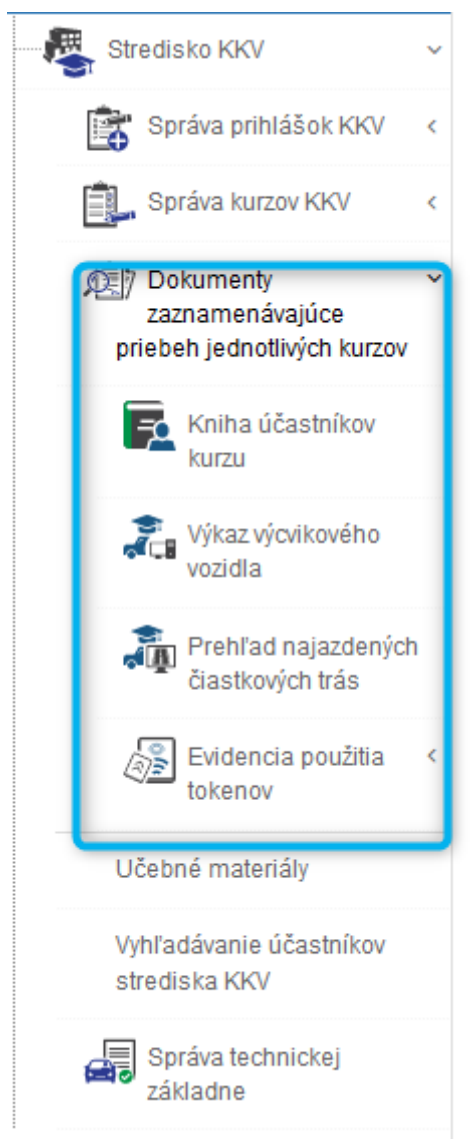 Stredisko KKV
Správa prihlášok KKV
Správa kurzov KKV
Dokumenty
zaznamenávajúce
priebeh jednotlivých kurzov
Kniha účastníkov
kurzu
Výkaz výcvikového
vozidla
Prehľad najazdených
čiastkových trás
Evidencia použitia
tokenov
Učebné materiály
Vyhľadávanie účastníkov
strediska KKV
Správa technickej
základne